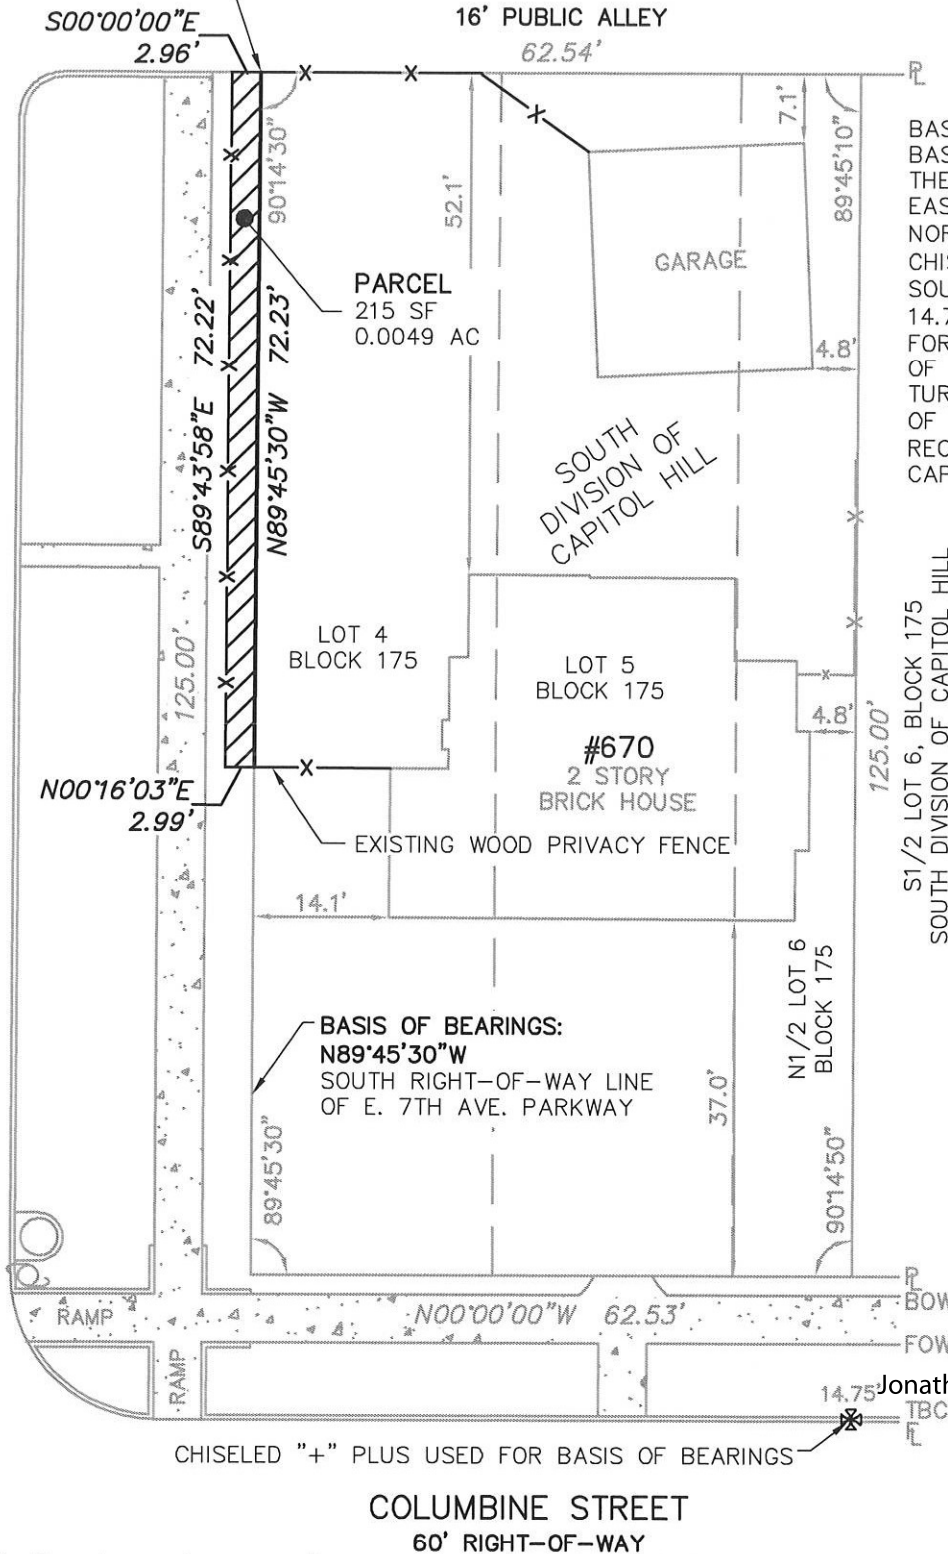 16' PUBLIC ALLEY
S00°00'00"E
2.96'
62.54'
PL
90°14'30"
52.1'
7.1'
89°45'10"
GARAGE
PARCEL
215 SF
0.0049 AC
4.8'
S89°43'58"E 72.22'
N89°45'30"W 72.23'
BAS
BAS
THE
EAS
NOR
CHIS
SOU
14.7
FOR
OF
TUR
OF
REC
CAP
SOUTH
DIVISION OF
CAPITOL HILL
125.00'
LOT 4
BLOCK 175
LOT 5
BLOCK 175
#670
2 STORY
BRICK HOUSE
4.8'
125.00'
S1/2 LOT 6, BLOCK 175
SOUTH DIVISION OF CAPITOL HILL
N00°16'03"E
2.99'
EXISTING WOOD PRIVACY FENCE
14.1'
BASIS OF BEARINGS:
N89°45'30"W
SOUTH RIGHT-OF-WAY LINE
OF E. 7TH AVE. PARKWAY
N1/2 LOT 6
BLOCK 175
37.0'
89°45'30"
90°14'50"
PL
BOW
RAMP
N00°00'00"W 62.53'
FOW
RAMP
14.75'
Jonath
TBC
FL
CHISELED "+" PLUS USED FOR BASIS OF BEARINGS
COLUMBINE STREET
60' RIGHT-OF-WAY